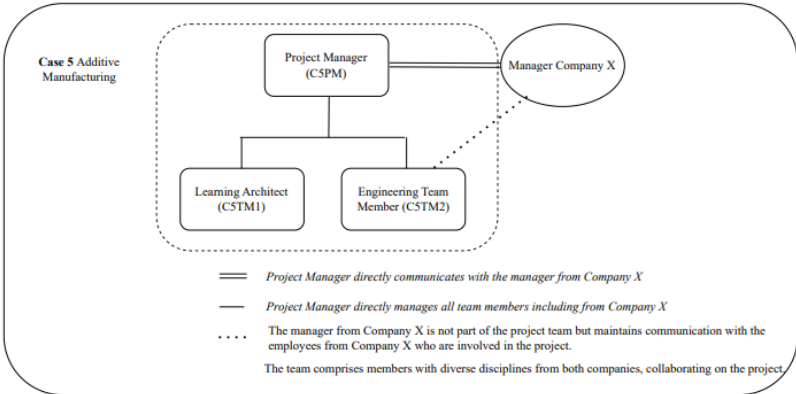 Case 5 Additive
Manufacturing
Project Manager
(C5PM)
Manager Company X
Learning Architect
(C5TM1)
Engineering Team
Member (C5TM2)
Project Manager directly communicates with the manager from Company X
Project Manager directly manages all team members including from Company X
The manager from Company X is not part of the project team but maintains communication with the
employees from Company X who are involved in the project.
The team comprises members with diverse disciplines from both companies, collaborating on the project.